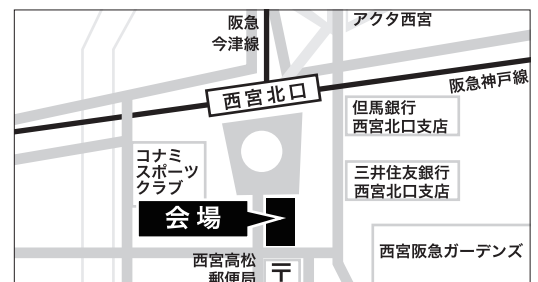 阪急
今津線
アクタ西宮
阪急神戸線
西宮北口
但馬銀行
西宮北口支店
コナミ
スポーツ
クラブ
三井住友銀行
西宮北口支店
会場
西宮阪急ガーデンズ
西宮高松
郵便局
〒